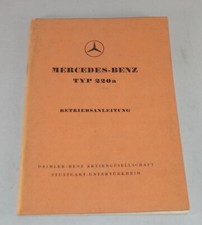 MERCEDES-BENZ
TYP 220a
BETRIEBSANLEITUNG
DAIMLER-BENZ AKTIENGESELLSCHAFT
STUTTGART-UNTERTÜRKHEIM